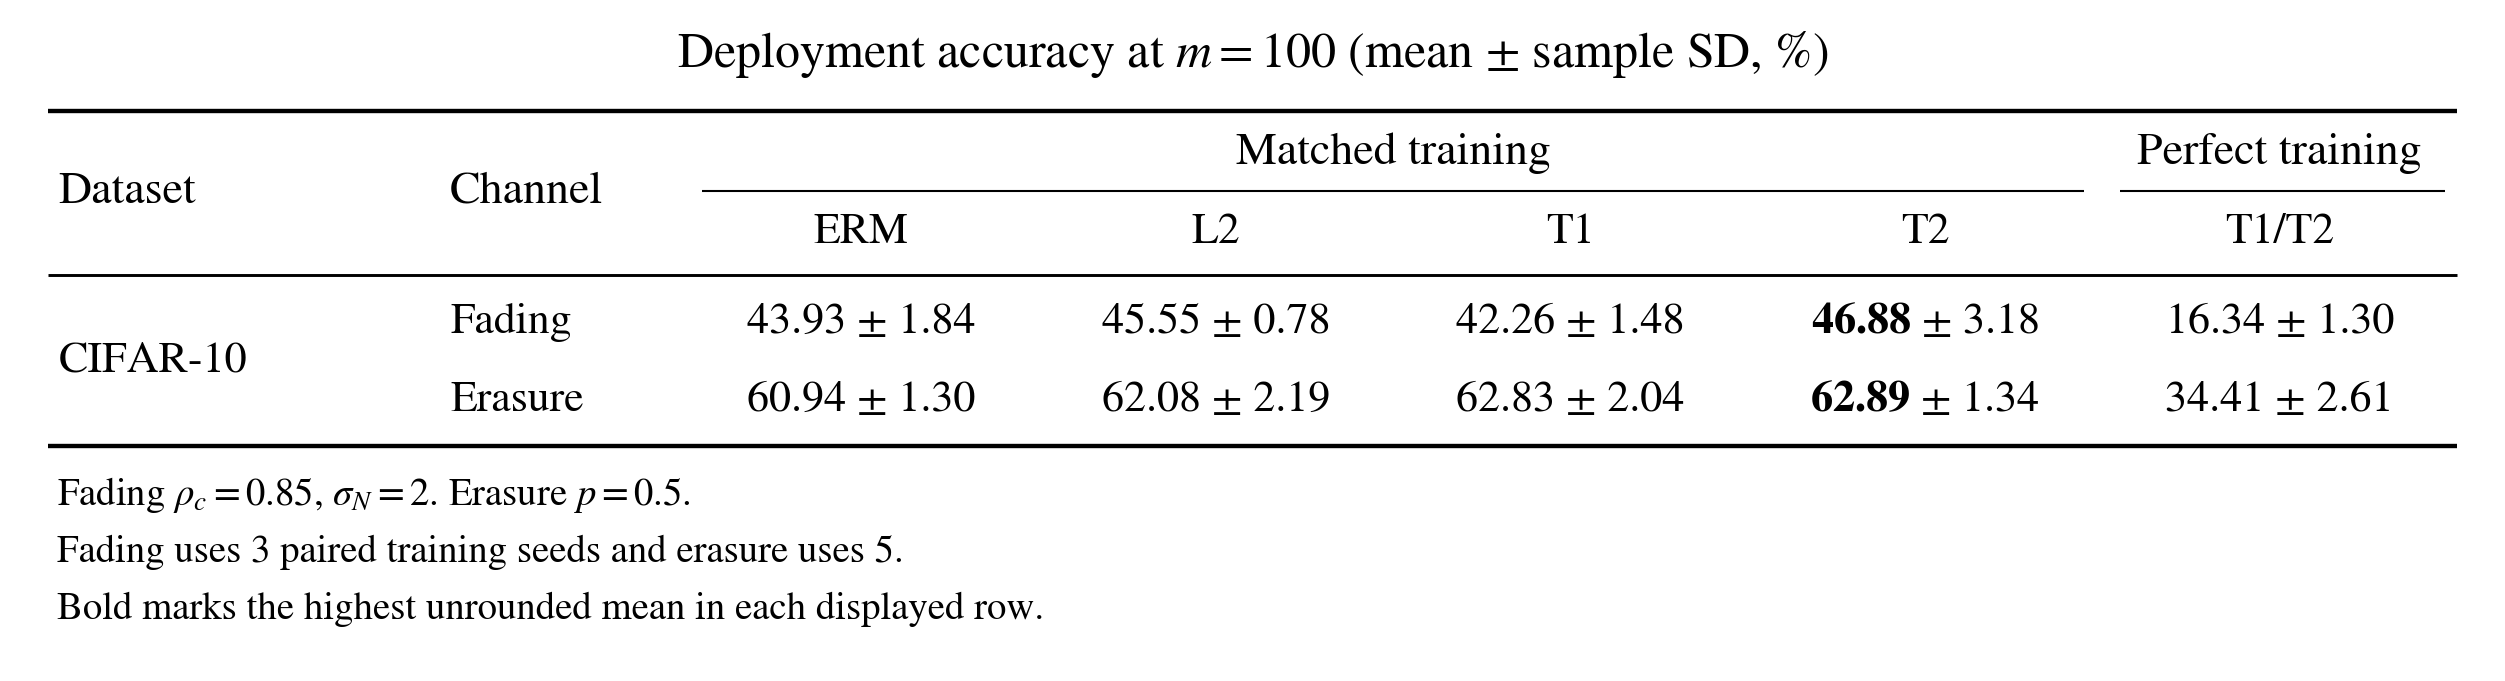 Deployment accuracy at m = 100 (mean ± sample SD, %)
Dataset Channel Matched training Perfect training
ERM L2 T1 T2 T1/T2
CIFAR-10
Fading 43.93 ± 1.84 45.55 ± 0.78 42.26 ± 1.48 46.88 ± 3.18 16.34 ± 1.30
Erasure 60.94 ± 1.30 62.08 ± 2.19 62.83 ± 2.04 62.89 ± 1.34 34.41 ± 2.61
Fading ρc = 0.85, σN = 2. Erasure p = 0.5.
Fading uses 3 paired training seeds and erasure uses 5.
Bold marks the highest unrounded mean in each displayed row.